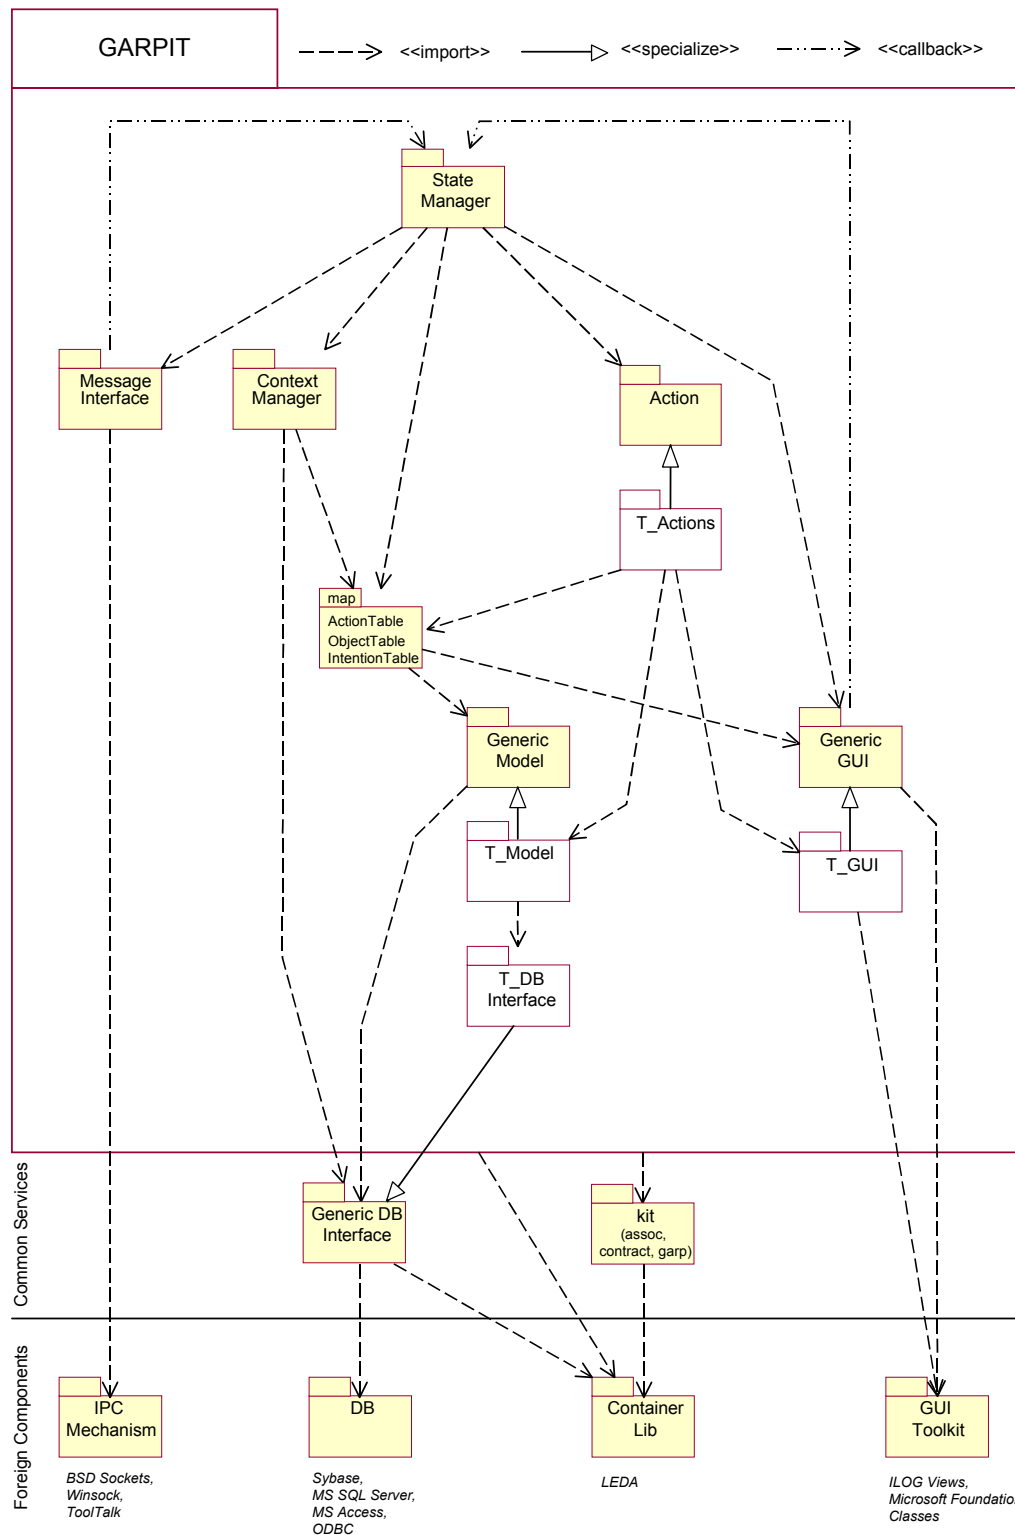 GARPIT
<<import>>
<<specialize>>
<<callback>>
State
Manager
Message
Interface
Context
Manager
Action
T_Actions
map
ActionTable
ObjectTable
IntentionTable
Generic
Model
Generic
GUI
T_Model
T_GUI
T_DB
Interface
Common Services
Generic DB
Interface
kit
(assoc,
contract, garp)
Foreign Components
IPC
Mechanism
DB
Container
Lib
GUI
Toolkit
BSD Sockets,
Winsock,
ToolTalk
Sybase,
MS SQL Server,
MS Access,
ODBC
LEDA
ILOG Views,
Microsoft Foundation
Classes